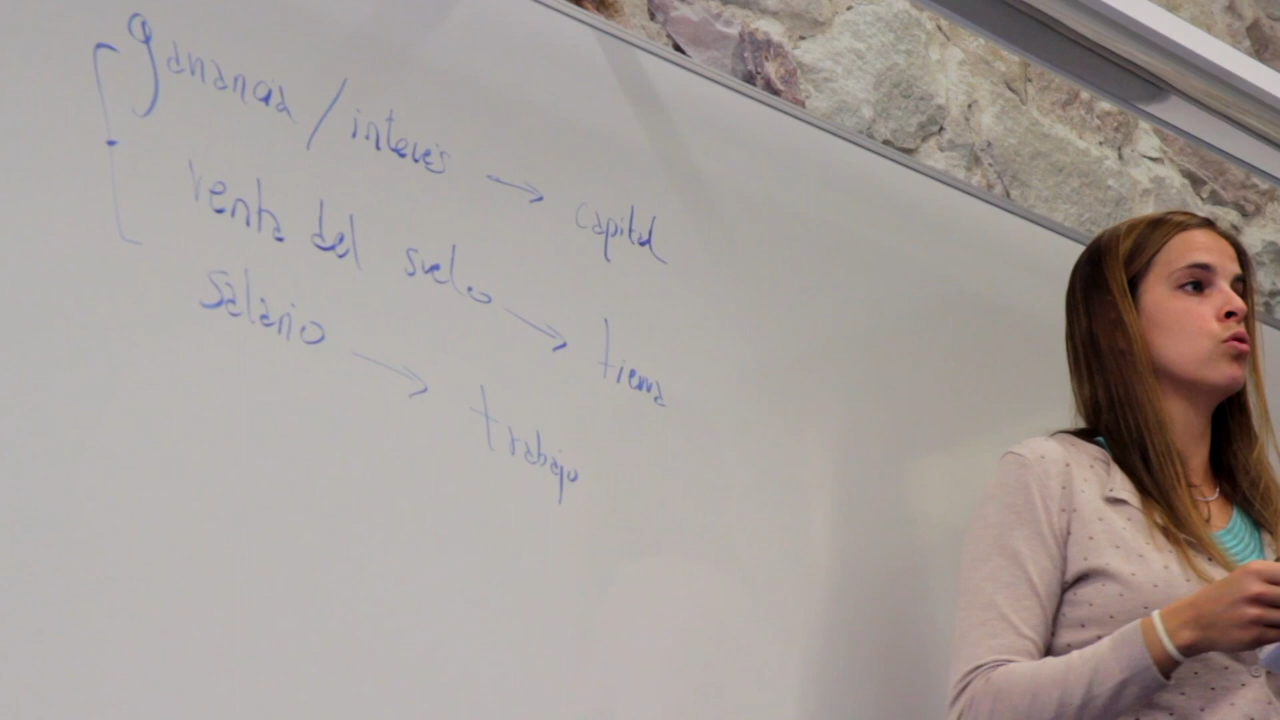 ganancia / interés → capital
renta del suelo → tierra
salario → trabajo